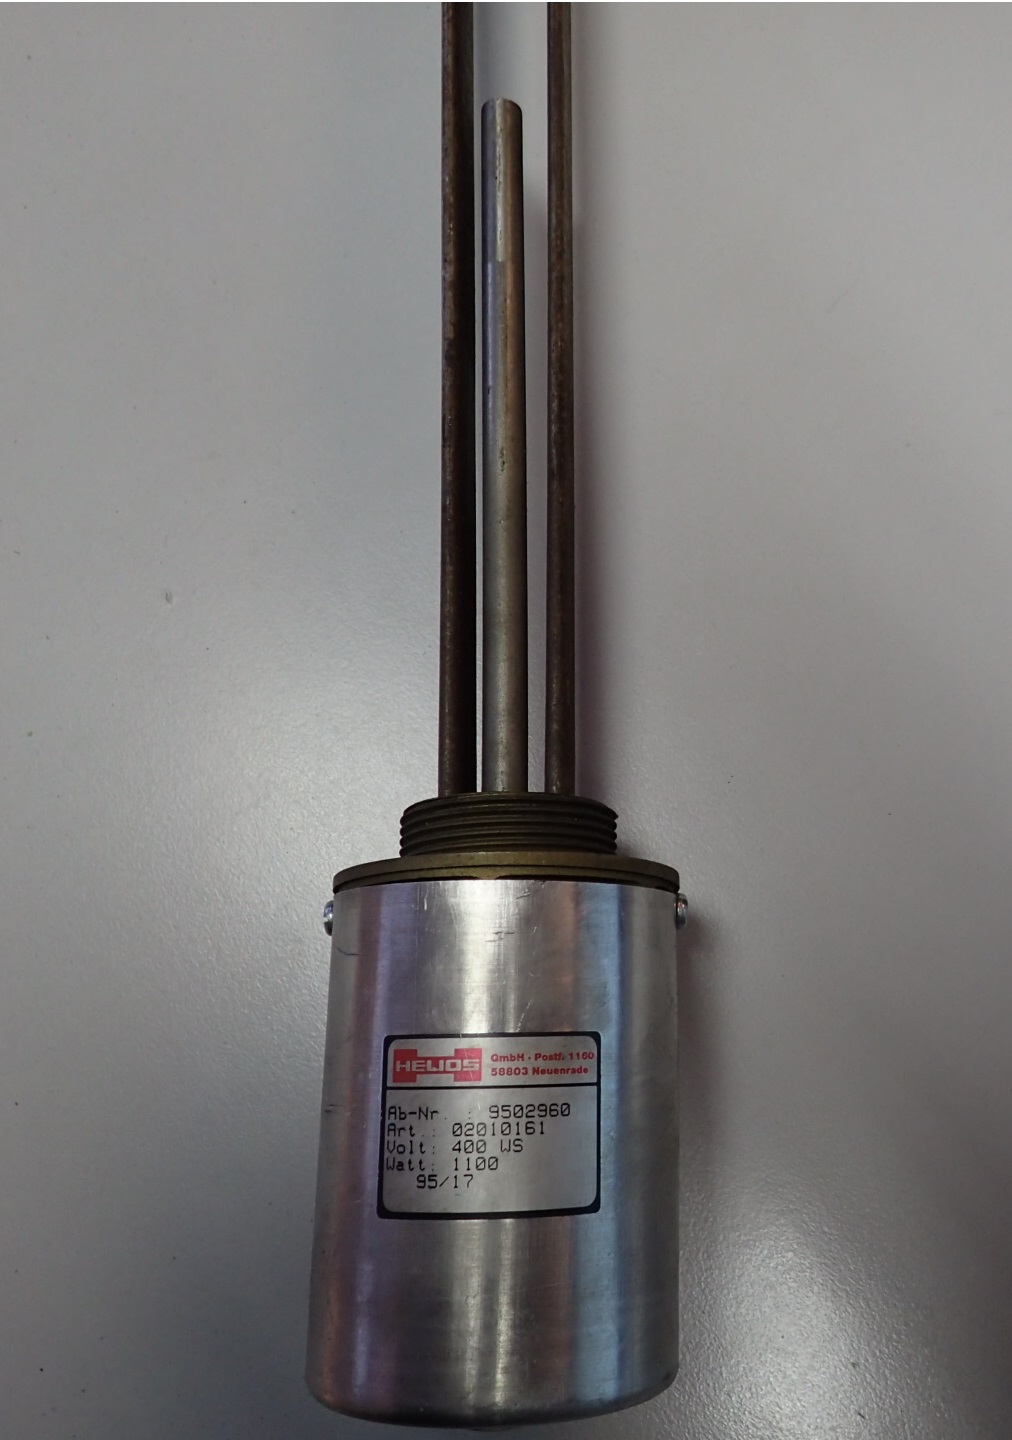 HELIOS
GmbH · Postf. 1160
58803 Neuenrade
Ab-Nr. : 9502960
Art.: 02010161
Volt: 400 WS
Watt: 1100
95/17